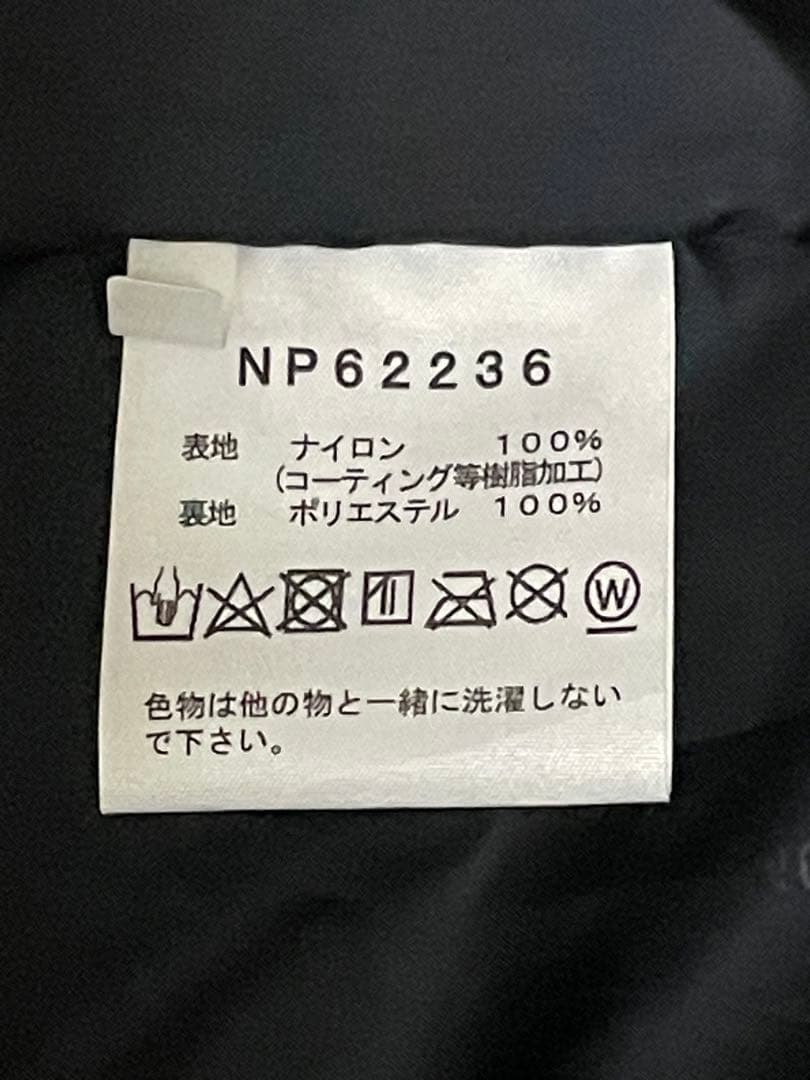 NP62236
表地 ナイロン 100%
(コーティング等樹脂加工)
裏地 ポリエステル 100%
W
色物は他の物と一緒に洗濯しない
で下さい。